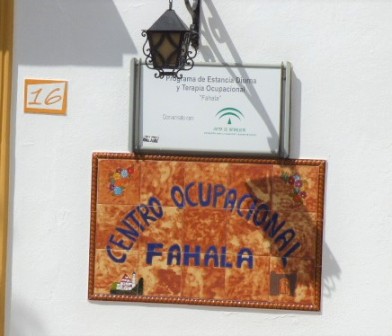 16
Programa de Estancia Diurna
y Terapia Ocupacional
"Fahala"
CENTRO OCUPACIONAL
FAHALA